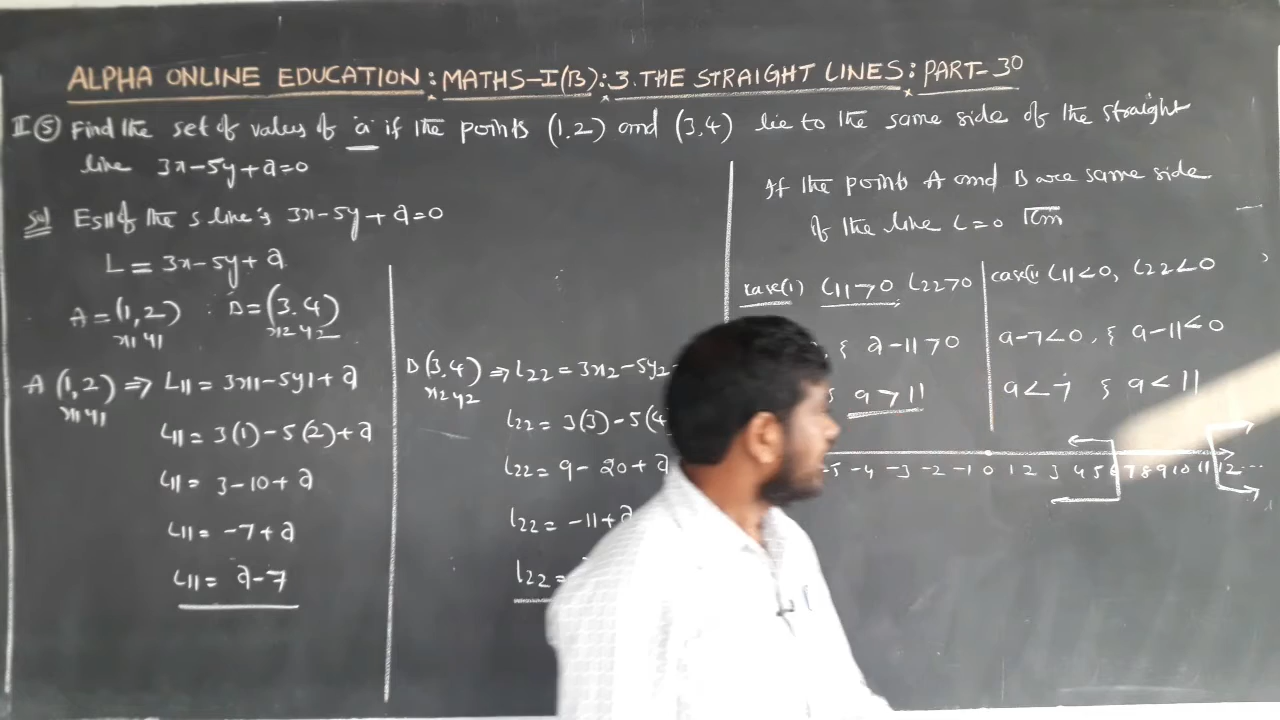 ALPHA ONLINE EDUCATION : MATHS-I(B) : 3. THE STRAIGHT LINES : PART-30
II (5) Find the set of values of 'a' if the points (1,2) and (3,4) lie to the same side of the straight
line 3x-5y+a=0
Sol
of the s line is 3x-5y+a=0
L = 3x-5y+a
A = (1,2) : B = (3,4)
x1 y1 x2 y2
A (1,2) ⇒ L11 = 3x1-5y1+a
x1 y1
L11 = 3(1)-5(2)+a
L11 = 3-10+a
L11 = -7+a
L11 = a-7
B(3,4) ⇒ L22 = 3x2-5y2
x2 y2
L22 = 3(3)-5(4
L22 = 9-20+a
L22 = -11+a
L22 =
If the points A and B are same side
of the line L=0
case(1) L11>0, L22>0
{ a-11>0
a>11
case(11 L11<0, L22<0
a-7<0, { a-11<0
a<7 { a<11
-5 -4 -3 -2 -1 0 1 2 3 4 5 6 7 8 9 10 11 12 ...